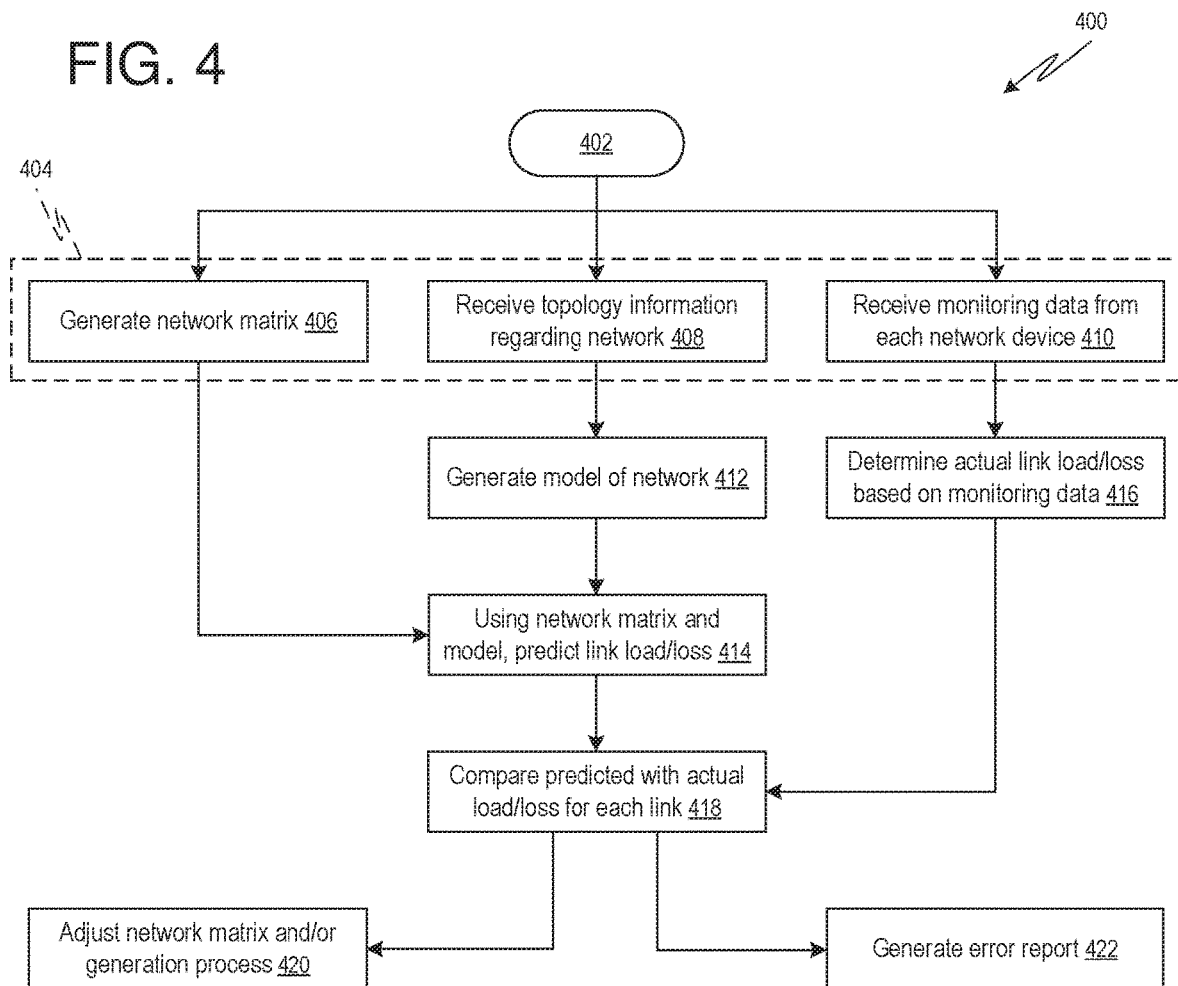 FIG. 4
400
402
404
Generate network matrix 406
Receive topology information
regarding network 408
Receive monitoring data from
each network device 410
Generate model of network 412
Determine actual link load/loss
based on monitoring data 416
Using network matrix and
model, predict link load/loss 414
Compare predicted with actual
load/loss for each link 418
Adjust network matrix and/or
generation process 420
Generate error report 422